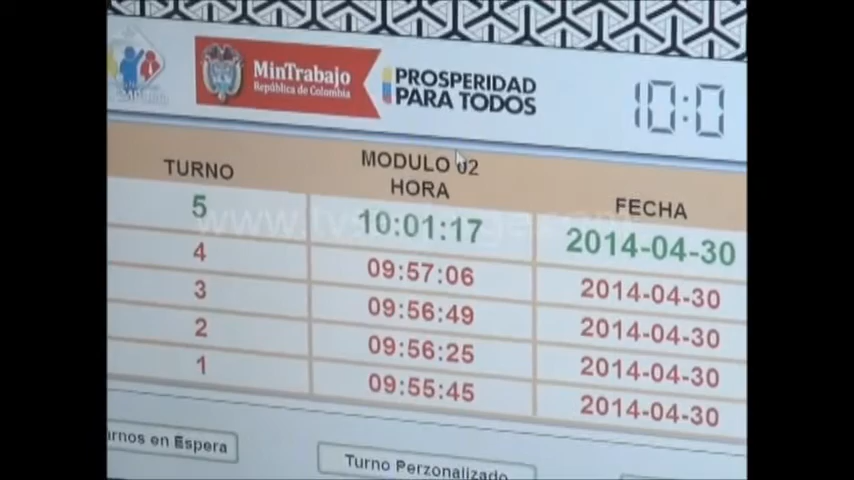 MinTrabajo
República de Colombia
PROSPERIDAD
PARA TODOS
10:0
TURNO
MODULO 02
HORA
FECHA
5 10:01:17 2014-04-30
4 09:57:06 2014-04-30
3 09:56:49 2014-04-30
2 09:56:25 2014-04-30
1 09:55:45 2014-04-30
en Espera
Turno Perzonalizado